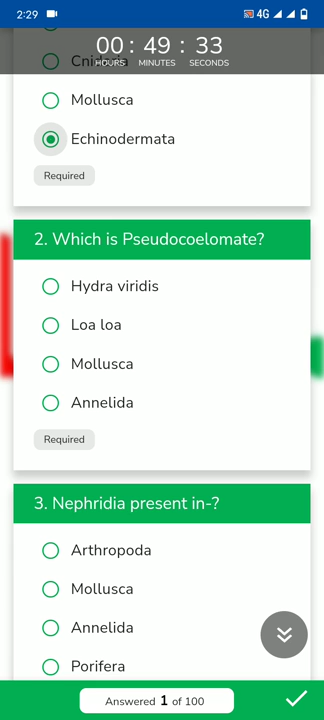 2:29
4G
00 : 49 : 33
HOURS MINUTES SECONDS
Cnidaria
Mollusca
Echinodermata
Required
2. Which is Pseudocoelomate?
Hydra viridis
Loa loa
Mollusca
Annelida
Required
3. Nephridia present in-?
Arthropoda
Mollusca
Annelida
Porifera
Answered 1 of 100